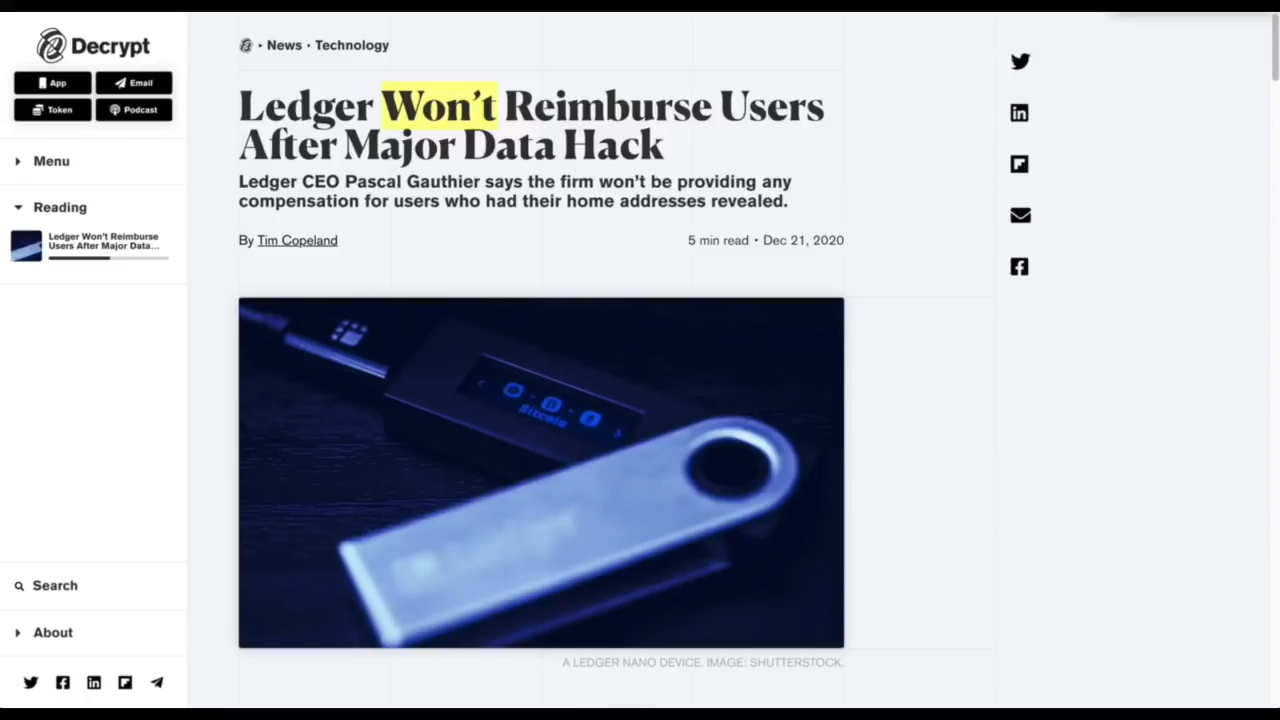 Decrypt
App
Email
Token
Podcast
Menu
Reading
Ledger Won't Reimburse
Users After Major Data...
Search
About
News · Technology
Ledger Won't Reimburse Users
After Major Data Hack
Ledger CEO Pascal Gauthier says the firm won't be providing any
compensation for users who had their home addresses revealed.
By Tim Copeland
5 min read • Dec 21, 2020
Bitcoin
A LEDGER NANO DEVICE. IMAGE: SHUTTERSTOCK.